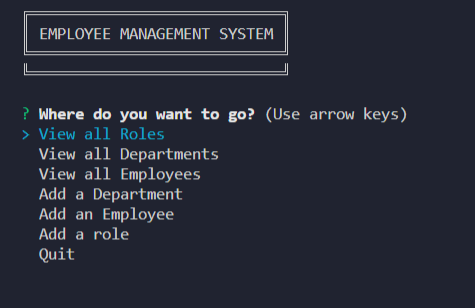 EMPLOYEE MANAGEMENT SYSTEM
? Where do you want to go? (Use arrow keys)
> View all Roles
View all Departments
View all Employees
Add a Department
Add an Employee
Add a role
Quit